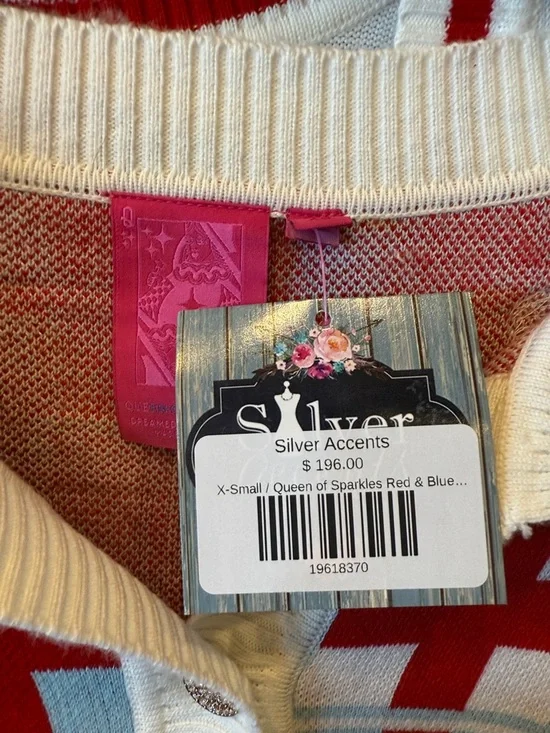 Silver
Silver Accents
$ 196.00
X-Small / Queen of Sparkles Red & Blue...
19618370